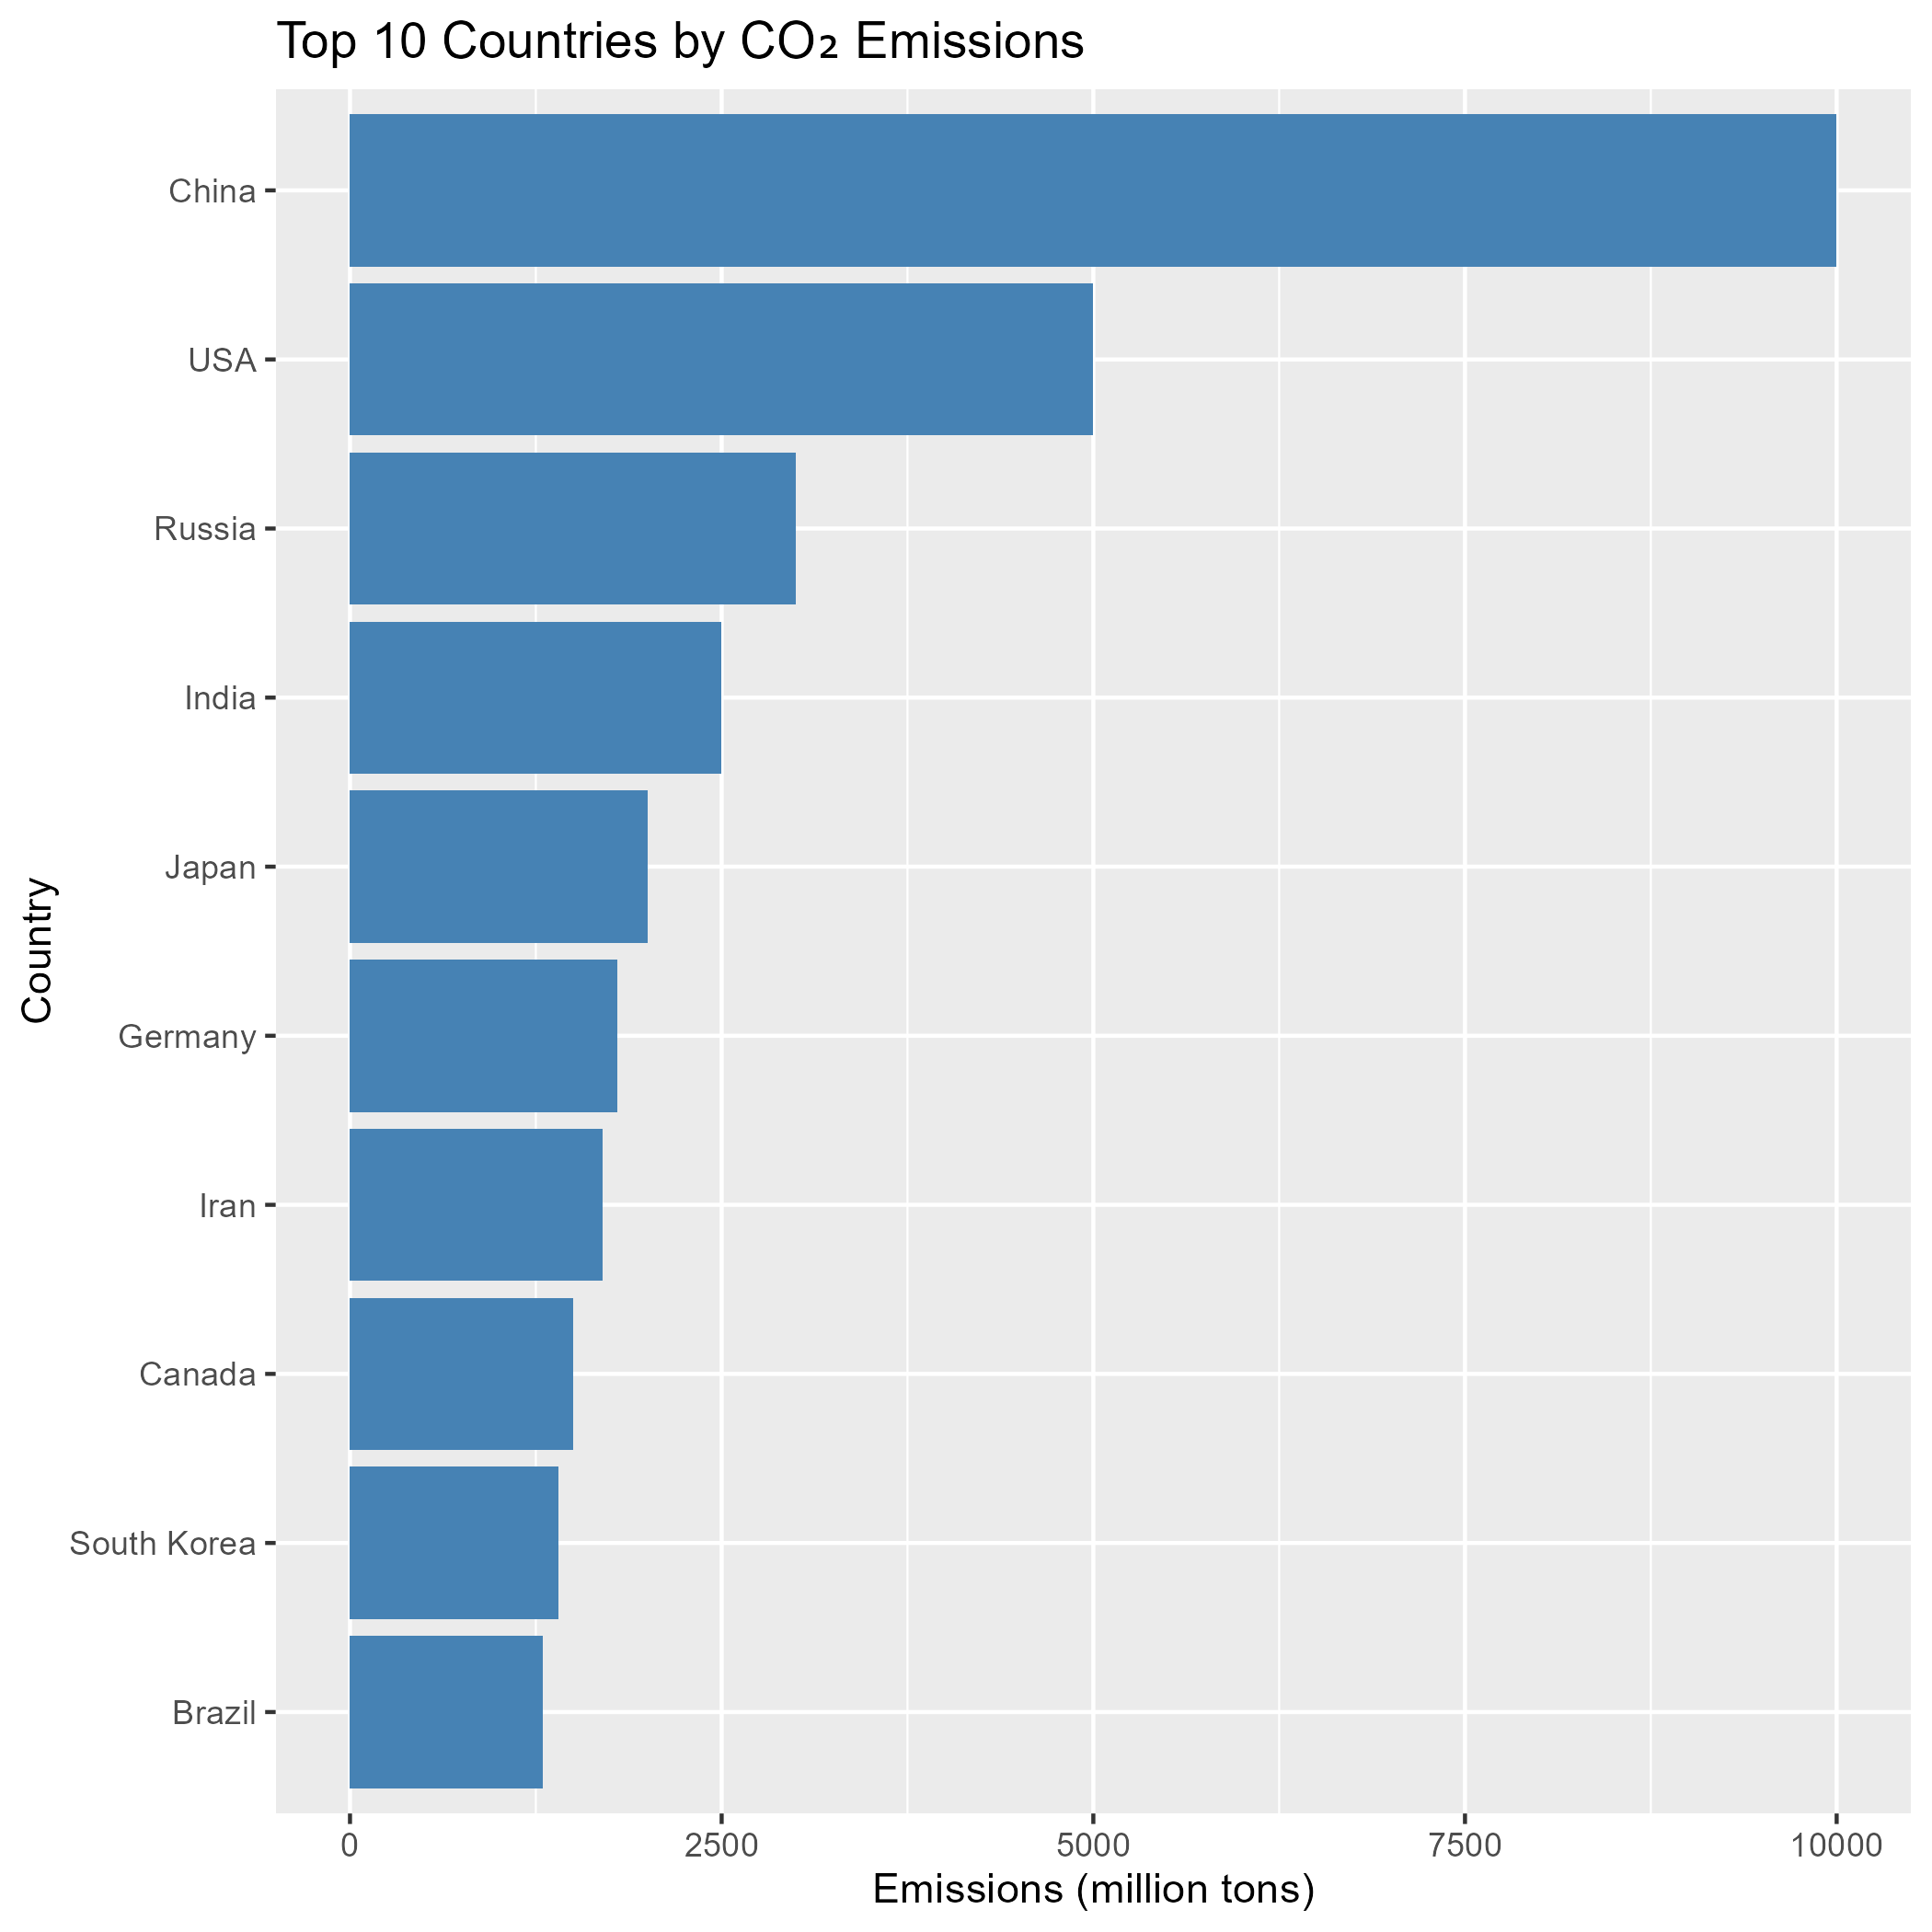 Top 10 Countries by CO₂ Emissions
China
USA
Russia
India
Japan
Germany
Iran
Canada
South Korea
Brazil
Country
0 2500 5000 7500 10000
Emissions (million tons)